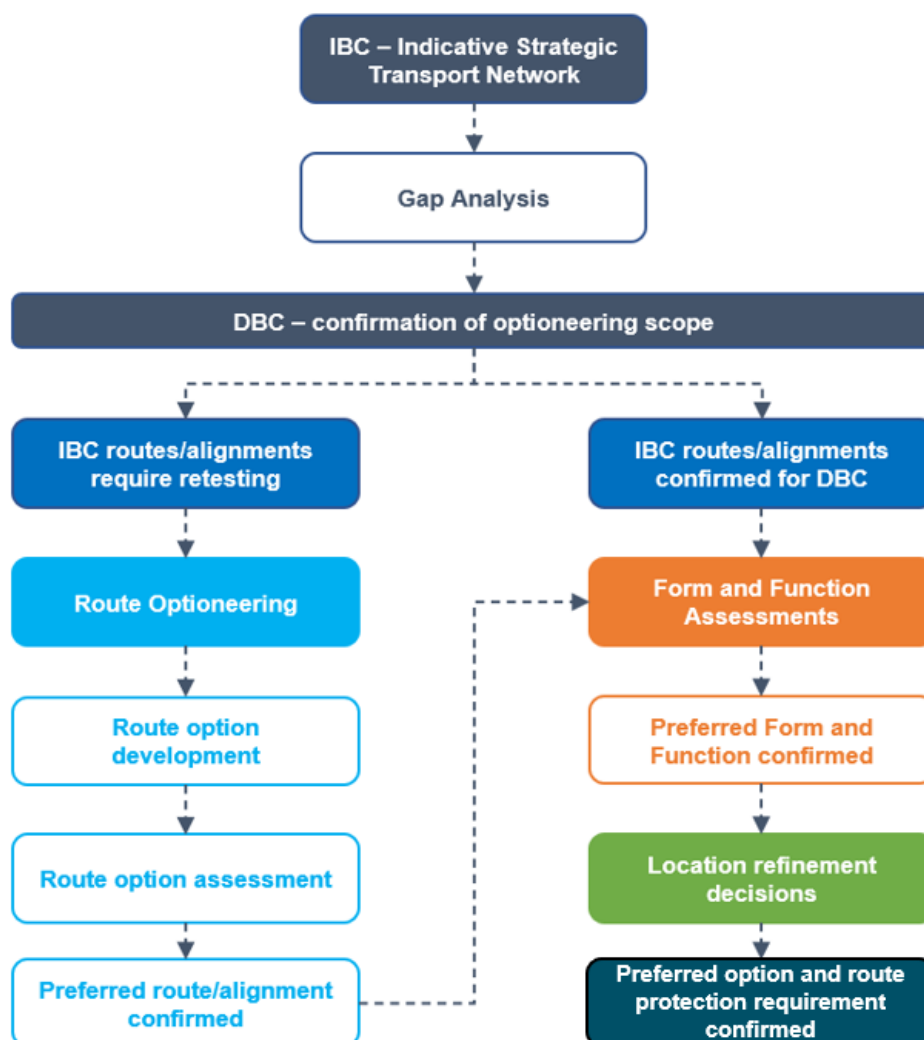 IBC – Indicative Strategic
Transport Network
Gap Analysis
DBC – confirmation of optioneering scope
IBC routes/alignments
require retesting
IBC routes/alignments
confirmed for DBC
Route Optioneering
Form and Function
Assessments
Route option
development
Preferred Form and
Function confirmed
Route option assessment
Location refinement
decisions
Preferred route/alignment
confirmed
Preferred option and route
protection requirement
confirmed